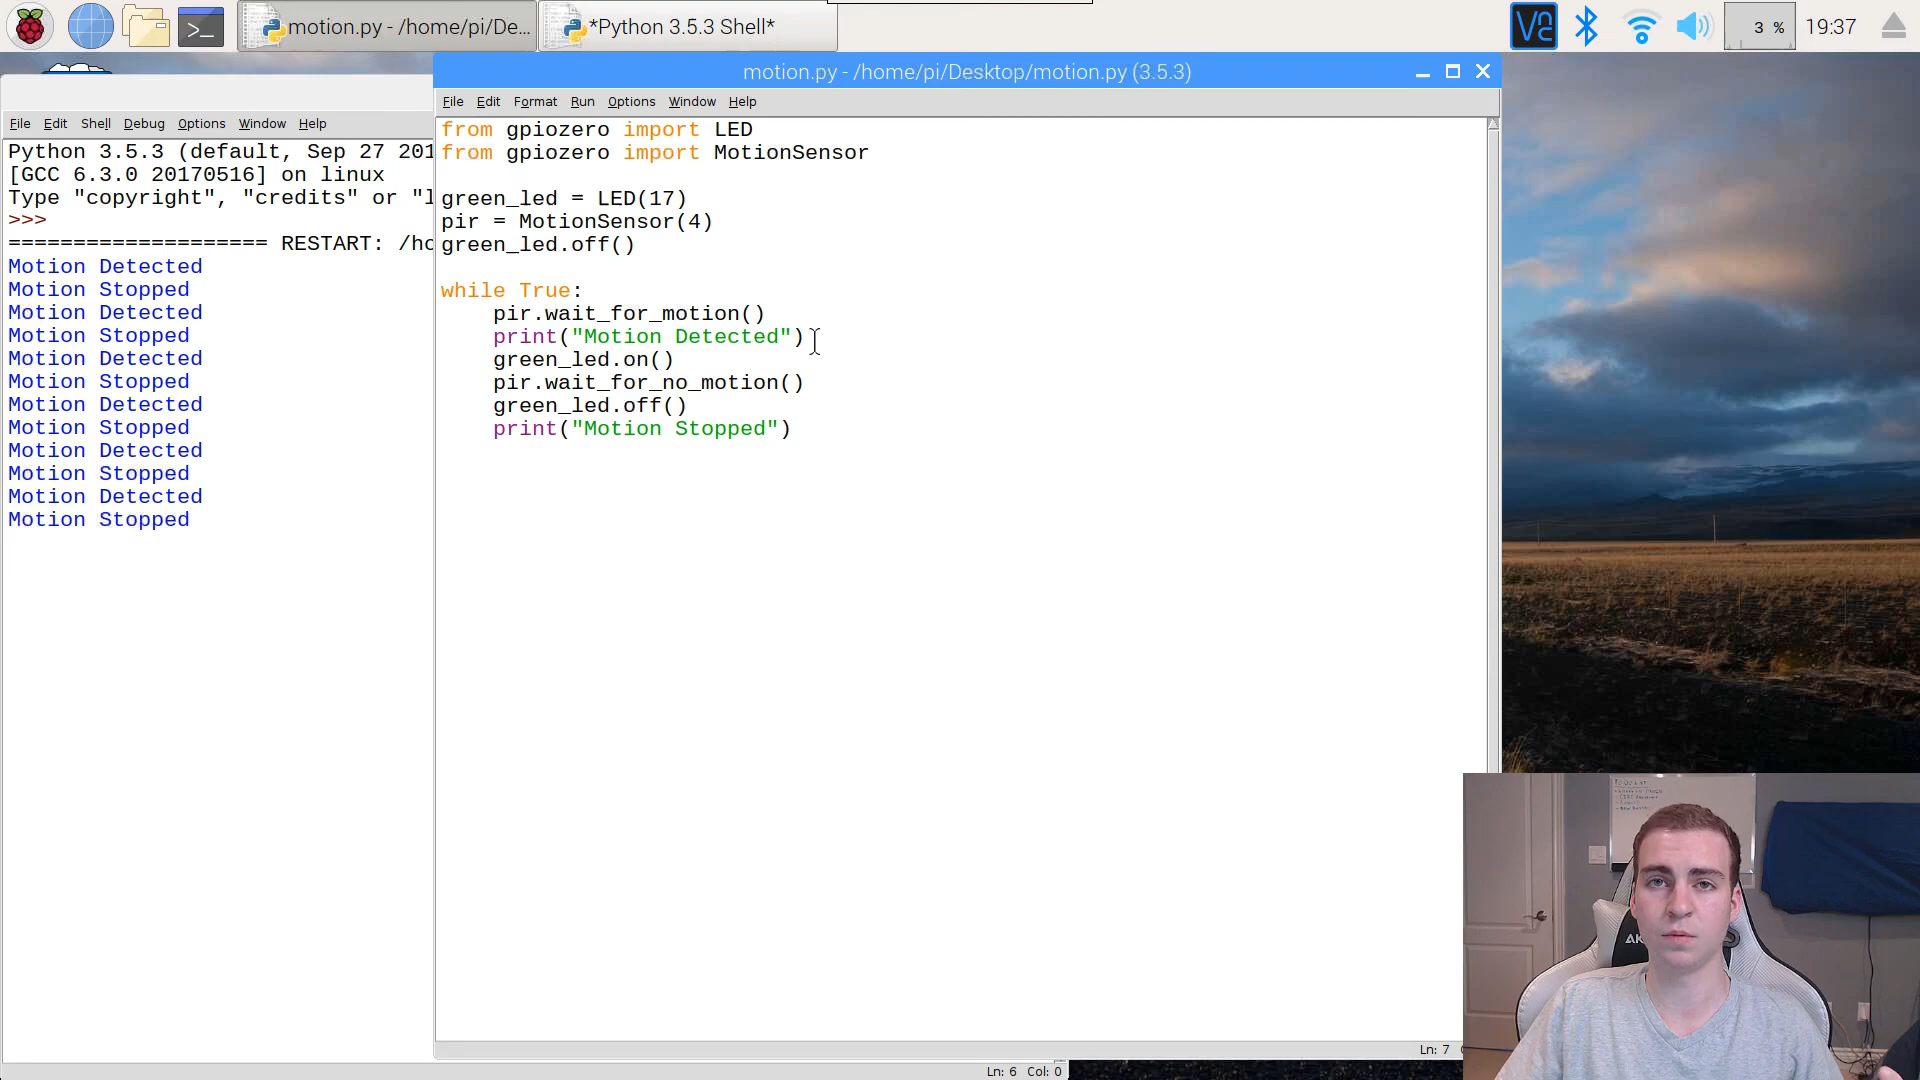 motion.py - /home/pi/De...
*Python 3.5.3 Shell*
3 %
19:37
motion.py - /home/pi/Desktop/motion.py (3.5.3)
File Edit Format Run Options Window Help
from gpiozero import LED
from gpiozero import MotionSensor
green_led = LED(17)
pir = MotionSensor(4)
green_led.off()
while True:
pir.wait_for_motion()
print("Motion Detected")
green_led.on()
pir.wait_for_no_motion()
green_led.off()
print("Motion Stopped")
Ln: 7
File Edit Shell Debug Options Window Help
Python 3.5.3 (default, Sep 27 201
[GCC 6.3.0 20170516] on linux
Type "copyright", "credits" or "l
>>>
==================== RESTART: /ho
Motion Detected
Motion Stopped
Motion Detected
Motion Stopped
Motion Detected
Motion Stopped
Motion Detected
Motion Stopped
Motion Detected
Motion Stopped
Motion Detected
Motion Stopped
Ln: 6 Col: 0
AK